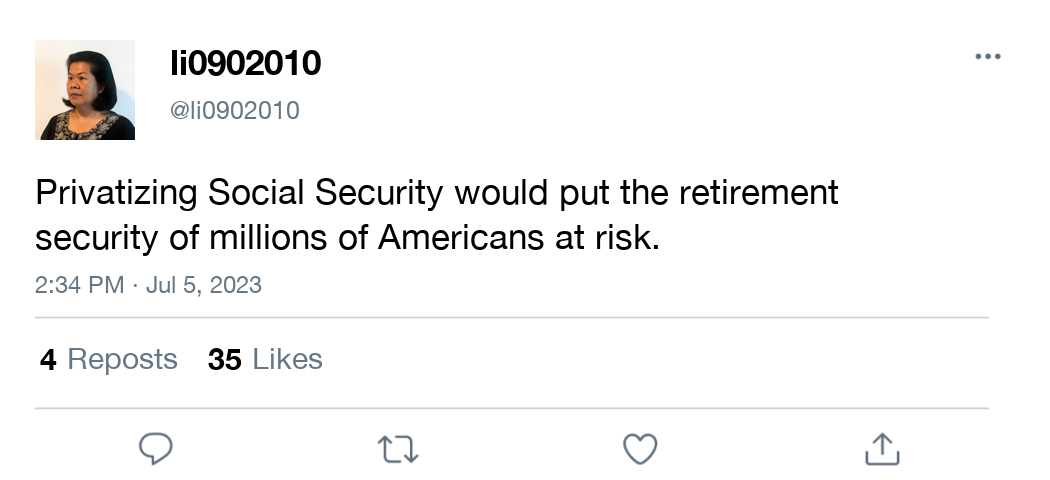 li0902010
@li0902010
Privatizing Social Security would put the retirement
security of millions of Americans at risk.
2:34 PM · Jul 5, 2023
4 Reposts 35 Likes